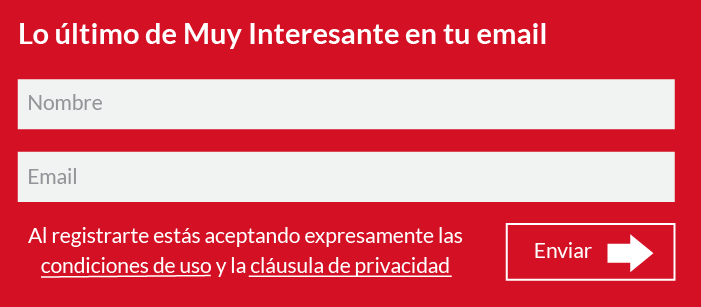 Lo último de Muy Interesante en tu email
Nombre
Email
Al registrarte estás aceptando expresamente las
condiciones de uso y la cláusula de privacidad
Enviar